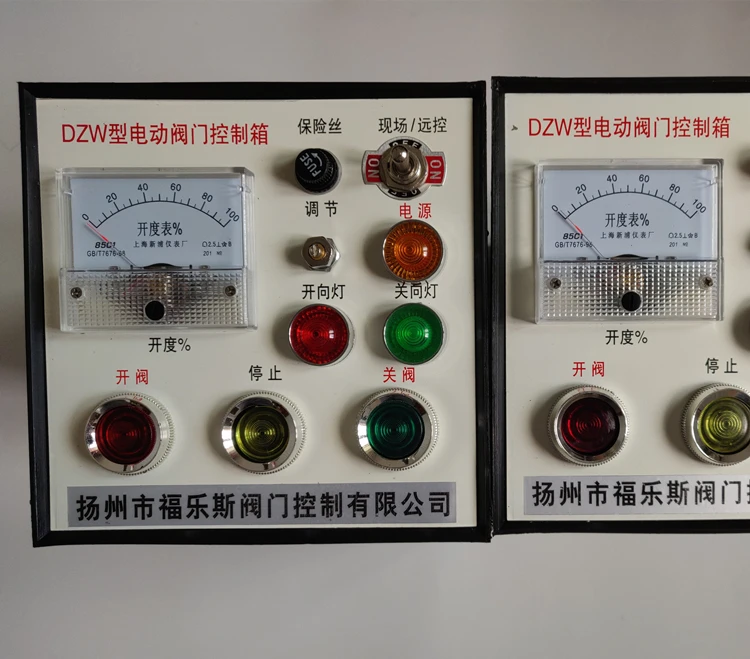 DZW型电动阀门控制箱
保险丝
现场/远控
FUSE
ON
ON
调节
电源
0 20 40 60 80 100
开度表%
85C1
上海新浦仪表厂
GB/T7676-98
2.5
201
开向灯
关向灯
开度%
开阀
停止
关阀
扬州市福乐斯阀门控制有限公司
DZW型电动阀门控制箱
0 20 40 60 80 100
开度表%
85C1
上海新浦仪表厂
GB/T7676-98
2.5
201
开度%
开阀
停止
扬州市福乐斯阀门